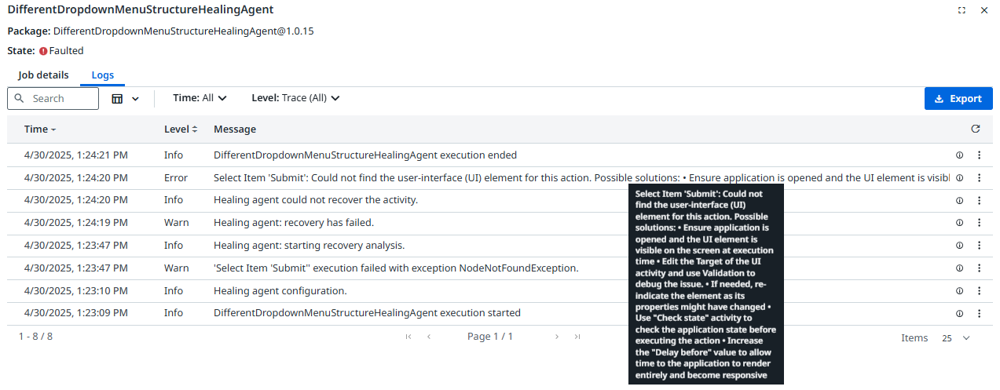 DifferentDropdownMenuStructureHealingAgent
Package: DifferentDropdownMenuStructureHealingAgent@1.0.15
State: Faulted
Job details Logs
Search Time: All Level: Trace (All) Export
Time Level Message
4/30/2025, 1:24:21 PM Info DifferentDropdownMenuStructureHealingAgent execution ended
4/30/2025, 1:24:20 PM Error Select Item 'Submit': Could not find the user-interface (UI) element for this action. Possible solutions: • Ensure application is opened and the UI element is visibl
4/30/2025, 1:24:20 PM Info Healing agent could not recover the activity.
4/30/2025, 1:24:19 PM Warn Healing agent: recovery has failed.
4/30/2025, 1:23:47 PM Info Healing agent: starting recovery analysis.
4/30/2025, 1:23:47 PM Warn 'Select Item 'Submit'' execution failed with exception NodeNotFoundException.
4/30/2025, 1:23:10 PM Info Healing agent configuration.
4/30/2025, 1:23:09 PM Info DifferentDropdownMenuStructureHealingAgent execution started
1 - 8 / 8 Page 1 / 1 Items 25
Select Item 'Submit': Could not
find the user-interface (UI)
element for this action. Possible
solutions: • Ensure application is
opened and the UI element is
visible on the screen at execution
time • Edit the Target of the UI
activity and use Validation to
debug the issue. • If needed, re-
indicate the element as its
properties might have changed •
Use "Check state" activity to
check the application state before
executing the action • Increase
the "Delay before" value to allow
time to the application to render
entirely and become responsive